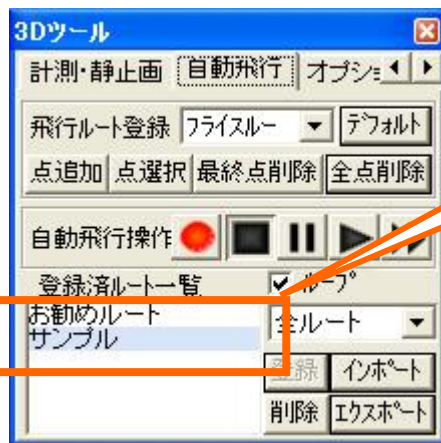 3Dツール
計測・静止画 自動飛行 オプショ
飛行ルート登録 フライスルー デフォルト
点追加 点選択 最終点削除 全点削除
自動飛行操作
登録済ルート一覧 ループ
お勧めルート 全ルート
サンプル
登録 インポート
削除 エクスポート